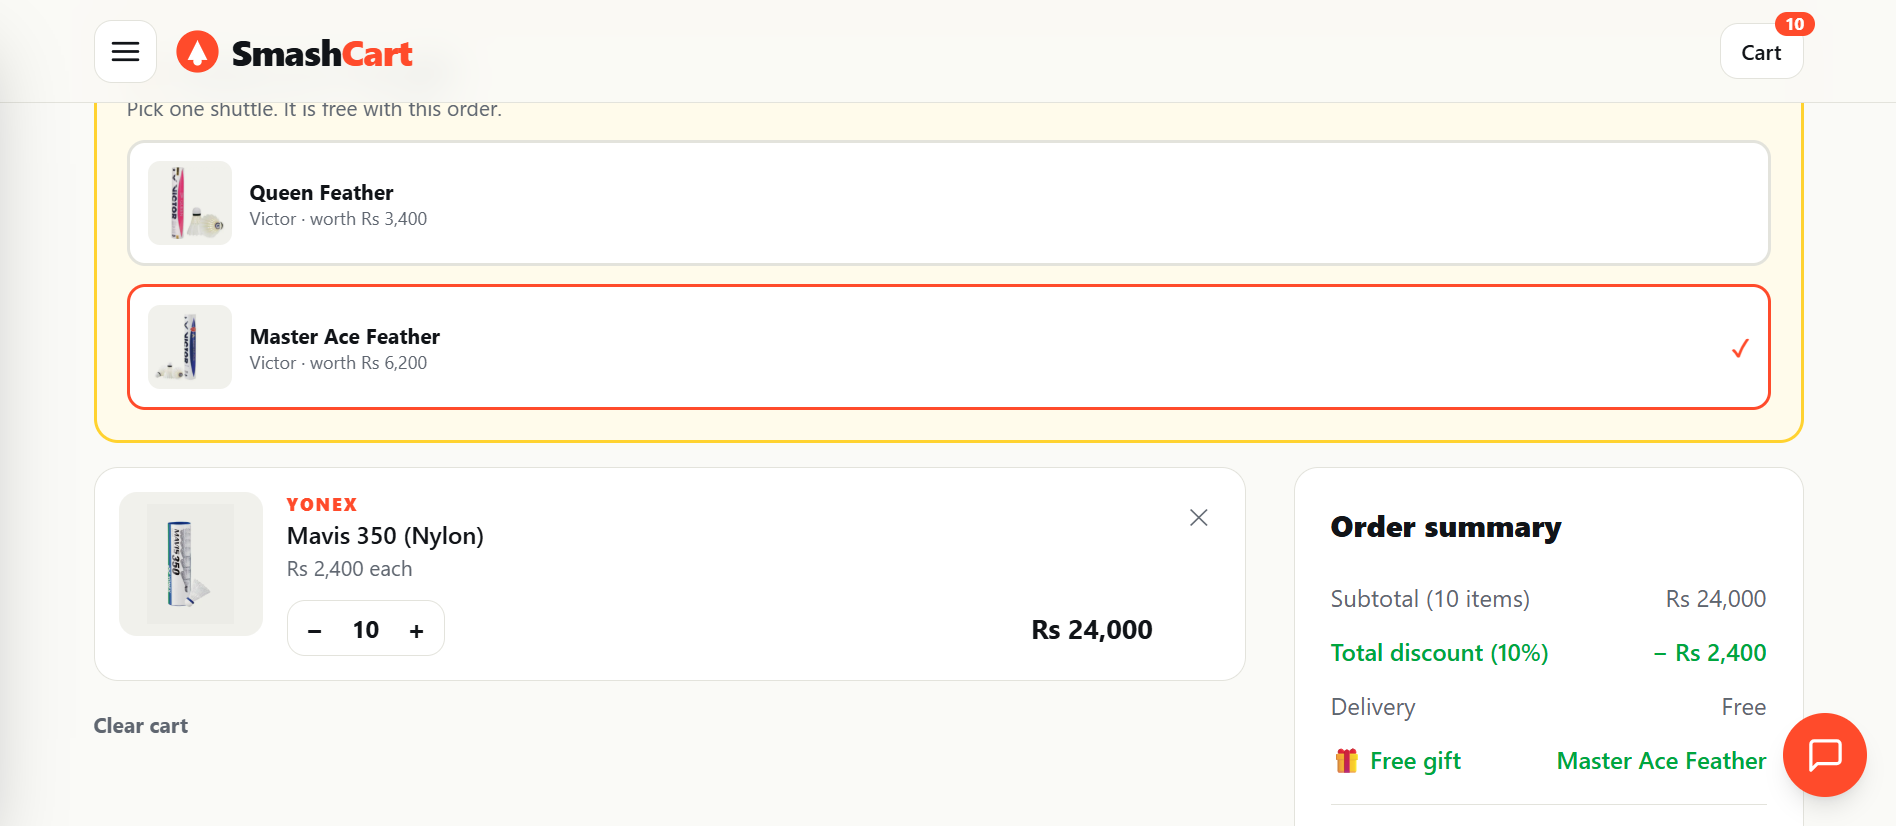 SmashCart
Cart
10
Pick one shuttle. It is free with this order.
Queen Feather
Victor · worth Rs 3,400
Master Ace Feather
Victor · worth Rs 6,200
✓
YONEX
Mavis 350 (Nylon)
Rs 2,400 each
− 10 +
Rs 24,000
Clear cart
Order summary
Subtotal (10 items) Rs 24,000
Total discount (10%) − Rs 2,400
Delivery Free
🎁 Free gift Master Ace Feather